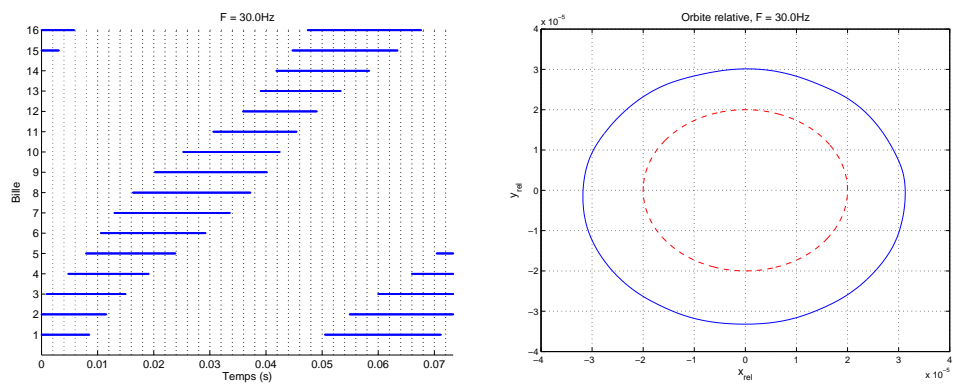 F = 30.0Hz
16
15
14
13
12
11
10
9
8
7
6
5
4
3
2
1
Bille
0 0.01 0.02 0.03 0.04 0.05 0.06 0.07
Temps (s)
Orbite relative, F = 30.0Hz
x 10⁻⁵
4
3
2
1
0
−1
−2
−3
−4
y_rel
−4 −3 −2 −1 0 1 2 3 4
x_rel
x 10⁻⁵